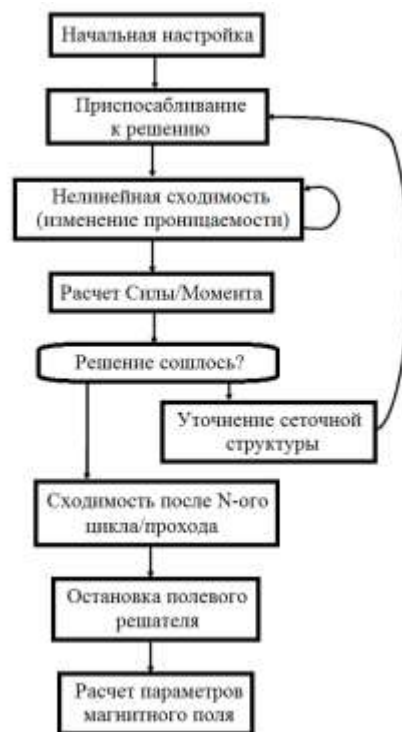 Начальная настройка
Приспосабливание
к решению
Нелинейная сходимость
(изменение проницаемости)
Расчет Силы/Момента
Решение сошлось?
Уточнение сеточной
структуры
Сходимость после N-ого
цикла/прохода
Остановка полевого
решателя
Расчет параметров
магнитного поля